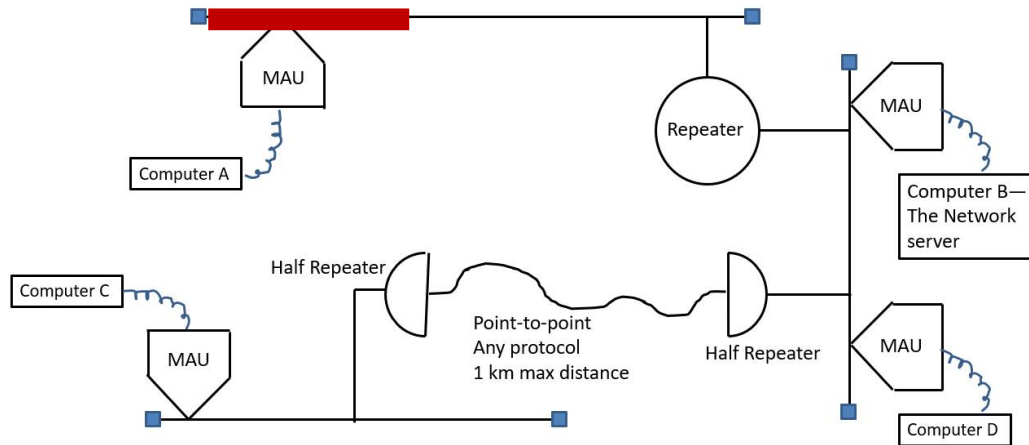 MAU
MAU
Repeater
Computer A
Computer B—
The Network
server
Half Repeater
Computer C
Point-to-point
Any protocol
1 km max distance
Half Repeater
MAU
MAU
Computer D